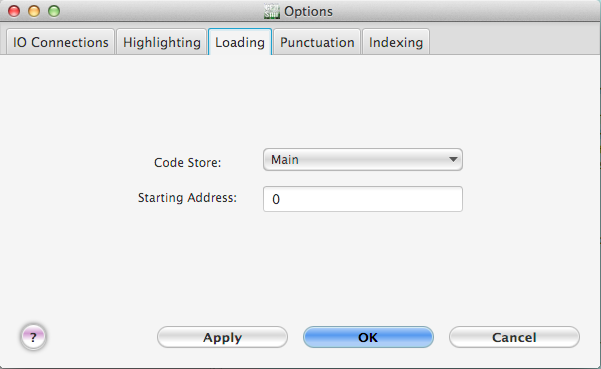 Options
IO Connections Highlighting Loading Punctuation Indexing
Code Store: Main
Starting Address: 0
? Apply OK Cancel